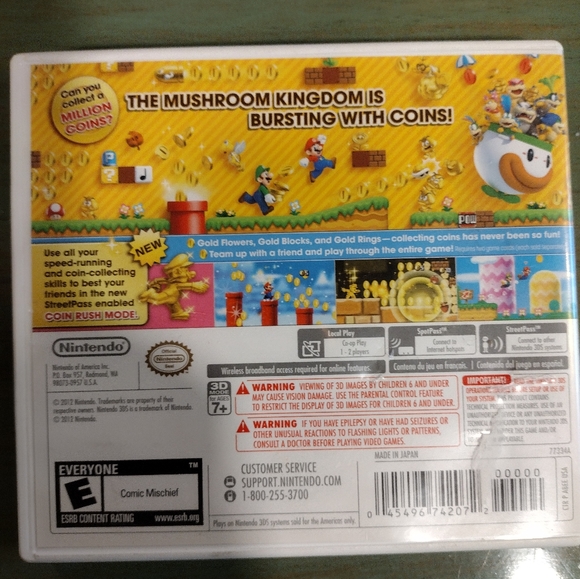 Can you
collect a
MILLION
COINS?
THE MUSHROOM KINGDOM IS
BURSTING WITH COINS!
POW
Use all your
speed-running
and coin-collecting
skills to best your
friends in the new
StreetPass enabled
COIN RUSH MODE.
NEW
Gold Flowers, Gold Blocks, and Gold Rings—collecting coins has never been so fun!
Team up with a friend and play through the entire game!
Local Play
Co-op Play
1 - 2 players
SpotPass™
Connect to
Internet hotspots
StreetPass™
Connect to other
Nintendo 3DS systems.
Wireless broadband access required for online features.
Contenu du jeu en français.
Contenido del juego en español.
Nintendo®
Nintendo of America Inc.
P.O. Box 957, Redmond, WA
98073-0957 U.S.A.
Official
Nintendo
Seal
© 2012 Nintendo. Trademarks are property of their
respective owners. Nintendo 3DS is a trademark of Nintendo.
© 2012 Nintendo.
3D
MODE
for AGES
7+
WARNING VIEWING OF 3D IMAGES BY CHILDREN 6 AND UNDER
MAY CAUSE VISION DAMAGE. USE THE PARENTAL CONTROL FEATURE
TO RESTRICT THE DISPLAY OF 3D IMAGES FOR CHILDREN 6 AND UNDER.
WARNING IF YOU HAVE EPILEPSY OR HAVE HAD SEIZURES OR
OTHER UNUSUAL REACTIONS TO FLASHING LIGHTS OR PATTERNS,
CONSULT A DOCTOR BEFORE PLAYING VIDEO GAMES.
IMPORTANT:
MADE IN JAPAN
77234A
EVERYONE
TM
E
Comic Mischief
ESRB CONTENT RATING
www.esrb.org
CUSTOMER SERVICE
SUPPORT.NINTENDO.COM
1-800-255-3700
Plays on Nintendo 3DS systems sold for the Americas only.
0 45496 74207 2
00000